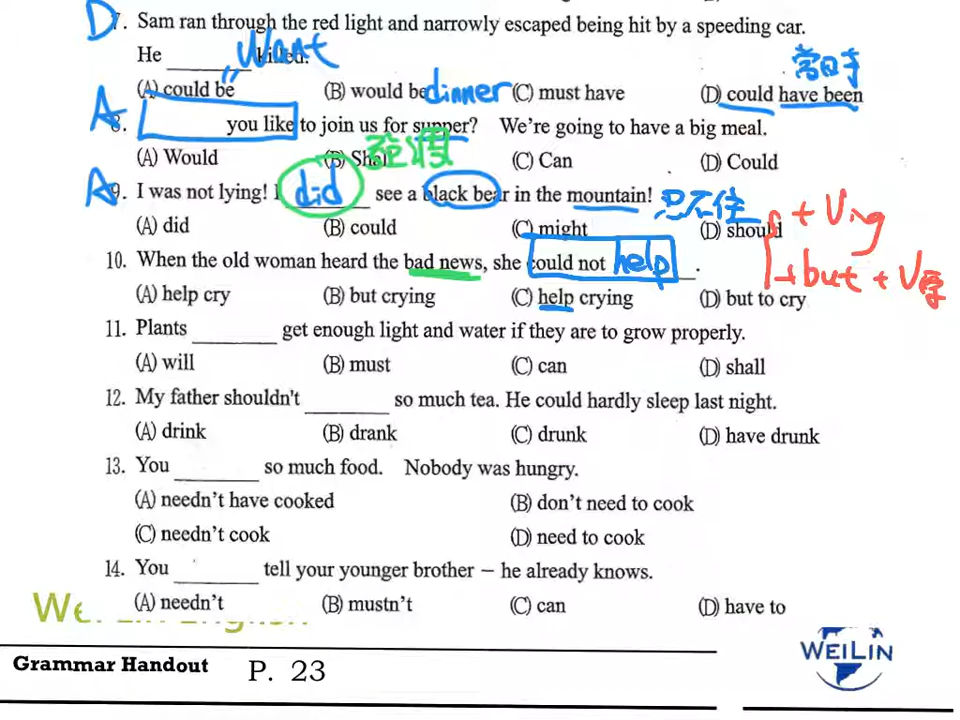 D 7. Sam ran through the red light and narrowly escaped being hit by a speeding car.
He ________ killed.
want
(A) could be (B) would be (C) must have (D) could have been
dinner
當日
A 8. ________ you like to join us for supper? We're going to have a big meal.
(A) Would (B) Shall (C) Can (D) Could
強調
A 9. I was not lying! I did see a black bear in the mountain!
忍不住
(A) did (B) could (C) might (D) should
+ Ving
10. When the old woman heard the bad news, she could not help ________.
+ but + V原
(A) help cry (B) but crying (C) help crying (D) but to cry
11. Plants ________ get enough light and water if they are to grow properly.
(A) will (B) must (C) can (D) shall
12. My father shouldn't ________ so much tea. He could hardly sleep last night.
(A) drink (B) drank (C) drunk (D) have drunk
13. You ________ so much food. Nobody was hungry.
(A) needn't have cooked (B) don't need to cook
(C) needn't cook (D) need to cook
14. You ________ tell your younger brother – he already knows.
(A) needn't (B) mustn't (C) can (D) have to
Wei Lin English
Grammar Handout P. 23
WEILIN